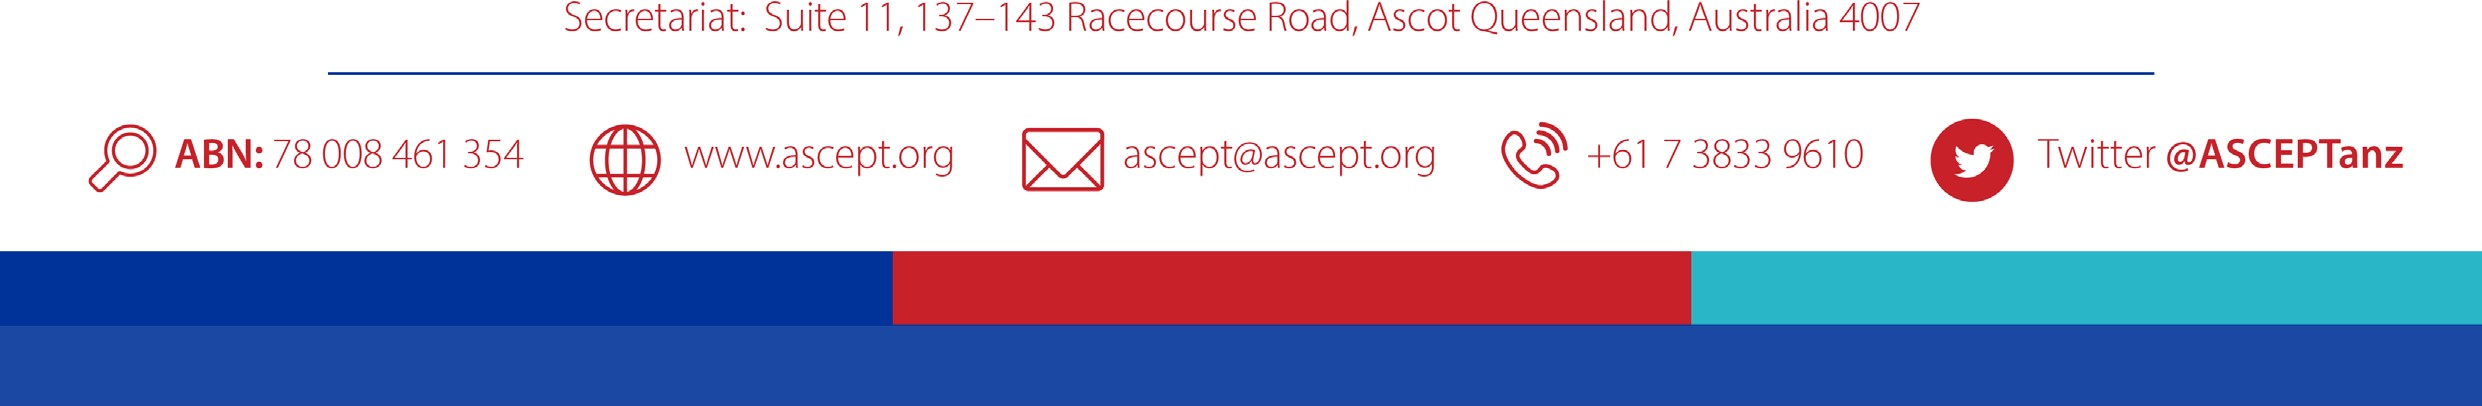 Secretariat: Suite 11, 137–143 Racecourse Road, Ascot Queensland, Australia 4007
ABN: 78 008 461 354 www.ascept.org ascept@ascept.org +61 7 3833 9610 Twitter @ASCEPTanz